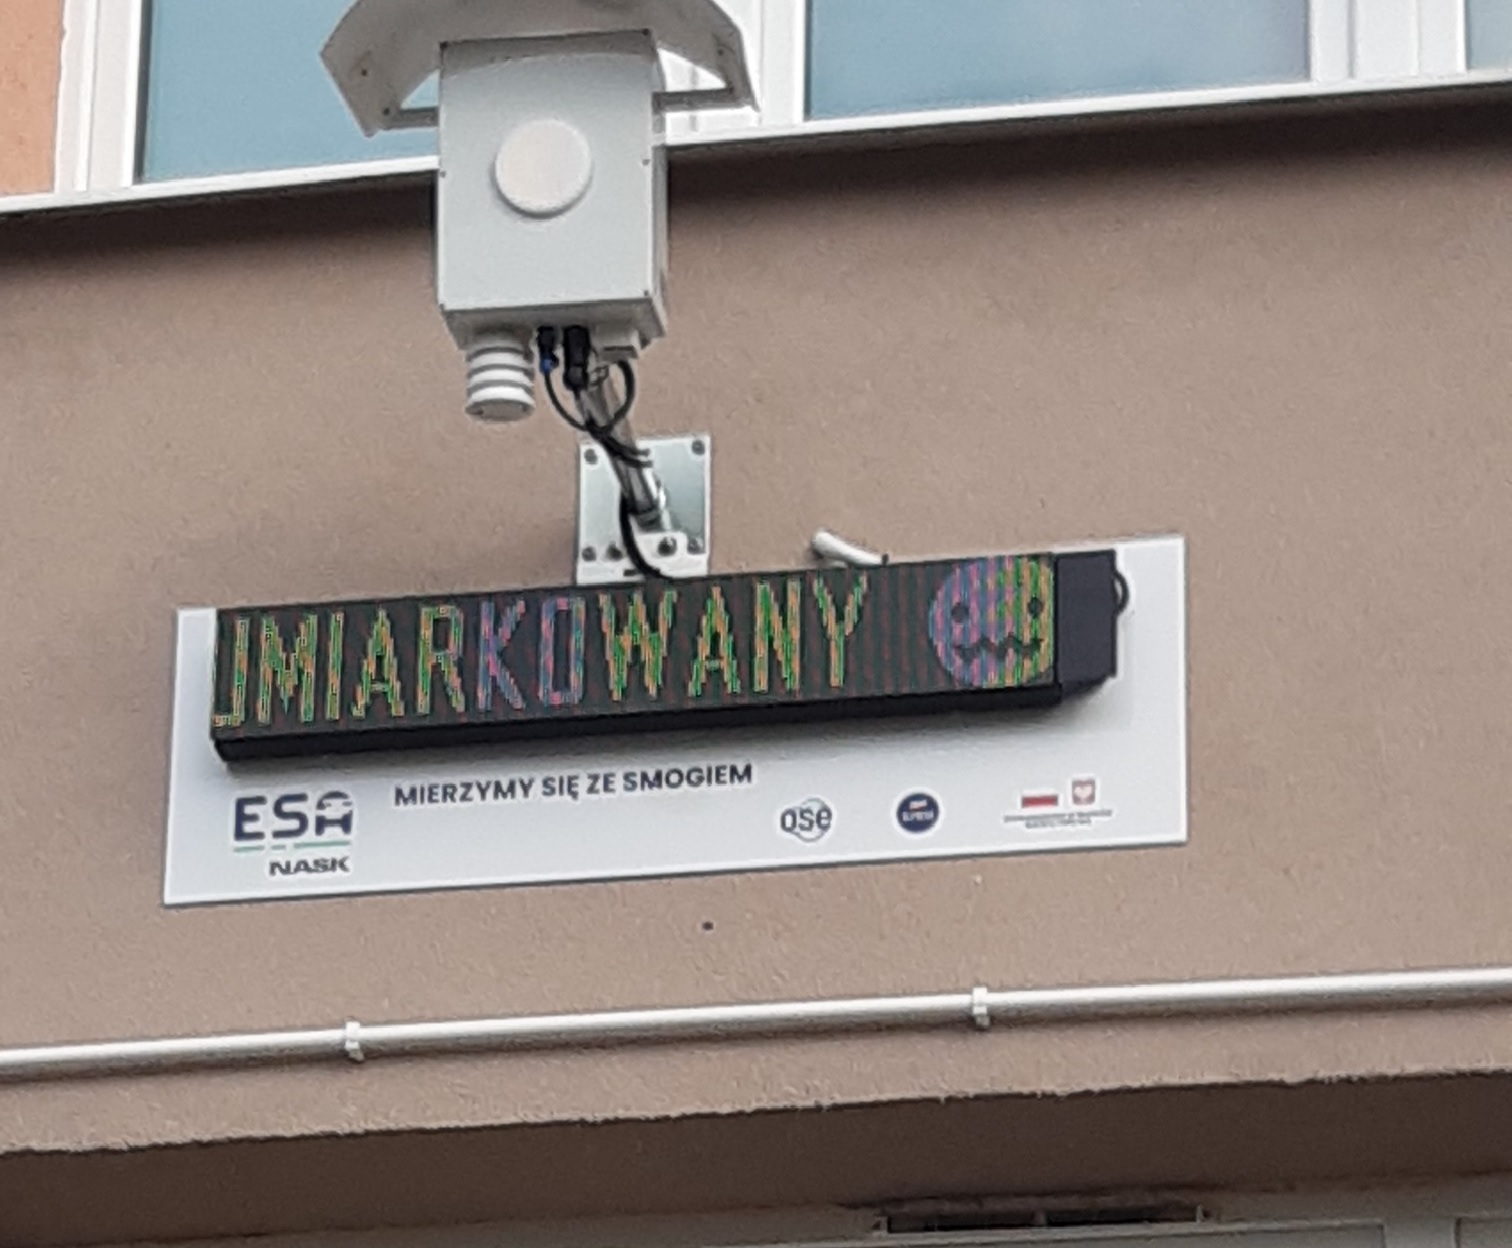 UMIARKOWANY
MIERZYMY SIĘ ZE SMOGIEM
ESA
NASK
OSE